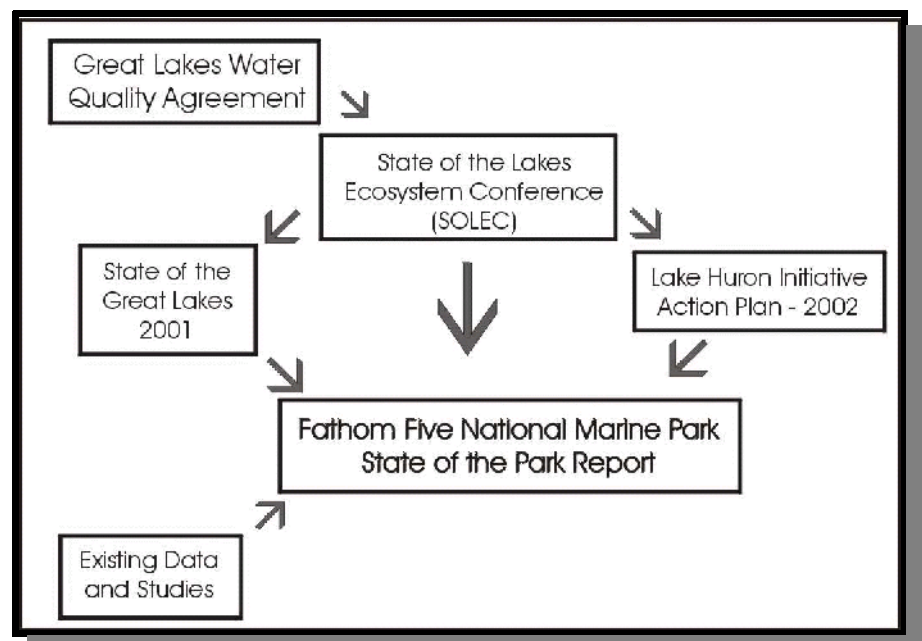 Great Lakes Water
Quality Agreement
State of the Lakes
Ecosystem Conference
(SOLEC)
State of the
Great Lakes
2001
Lake Huron Initiative
Action Plan - 2002
Fathom Five National Marine Park
State of the Park Report
Existing Data
and Studies